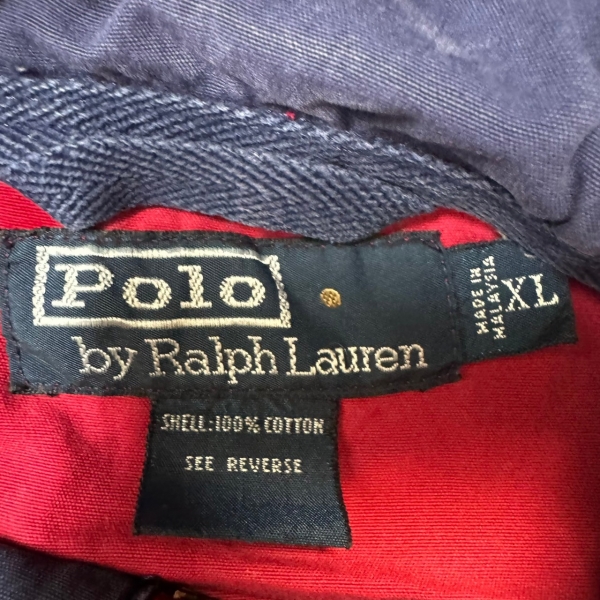 Polo
by Ralph Lauren
MADE IN
MALAYSIA
XL
SHELL: 100% COTTON
SEE REVERSE